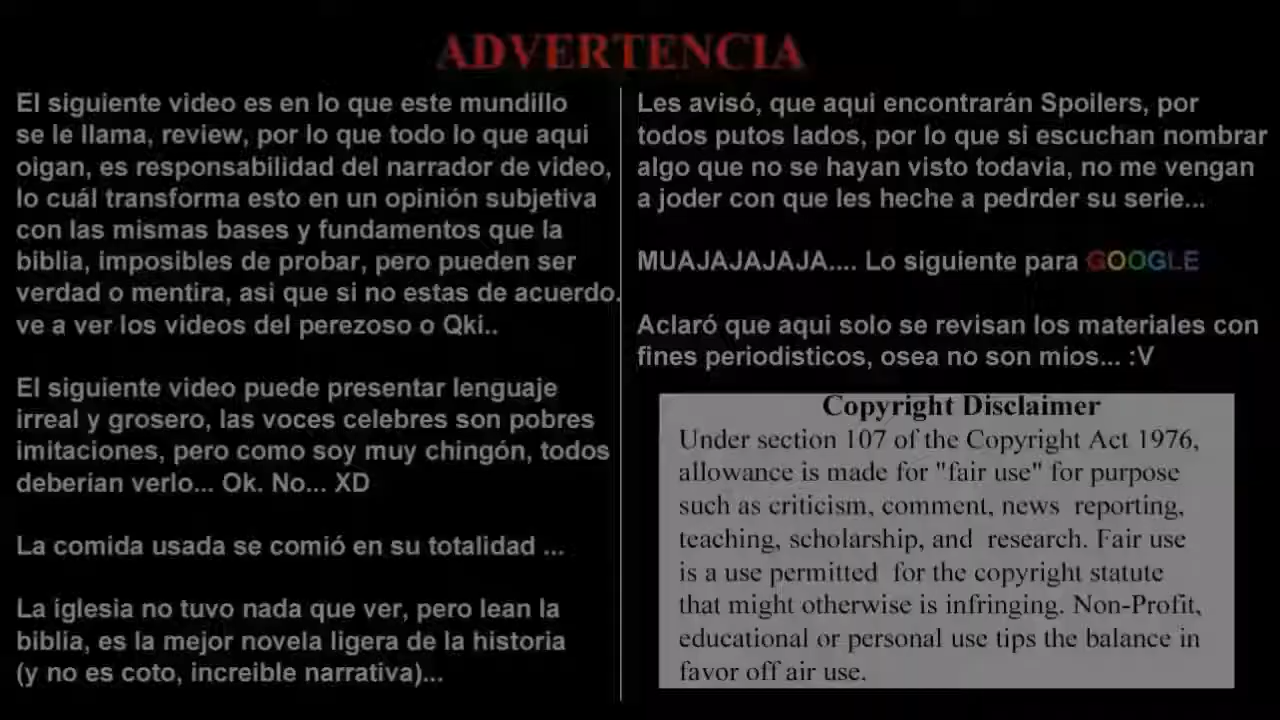 ADVERTENCIA
El siguiente video es en lo que este mundillo
se le llama, review, por lo que todo lo que aqui
oigan, es responsabilidad del narrador de video,
lo cuál transforma esto en un opinión subjetiva
con las mismas bases y fundamentos que la
biblia, imposibles de probar, pero pueden ser
verdad o mentira, asi que si no estas de acuerdo.
ve a ver los videos del perezoso o Qki..
El siguiente video puede presentar lenguaje
irreal y grosero, las voces celebres son pobres
imitaciones, pero como soy muy chingón, todos
deberían verlo... Ok. No... XD
La comida usada se comió en su totalidad ...
La íglesia no tuvo nada que ver, pero lean la
biblia, es la mejor novela ligera de la historia
(y no es coto, increible narrativa)...
Les avisó, que aqui encontrarán Spoilers, por
todos putos lados, por lo que si escuchan nombrar
algo que no se hayan visto todavia, no me vengan
a joder con que les heche a pedrder su serie...
MUAJAJAJAJA.... Lo siguiente para GOOGLE
Aclaró que aqui solo se revisan los materiales con
fines periodisticos, osea no son mios... :V
Copyright Disclaimer
Under section 107 of the Copyright Act 1976,
allowance is made for "fair use" for purpose
such as criticism, comment, news reporting,
teaching, scholarship, and research. Fair use
is a use permitted for the copyright statute
that might otherwise is infringing. Non-Profit,
educational or personal use tips the balance in
favor off air use.